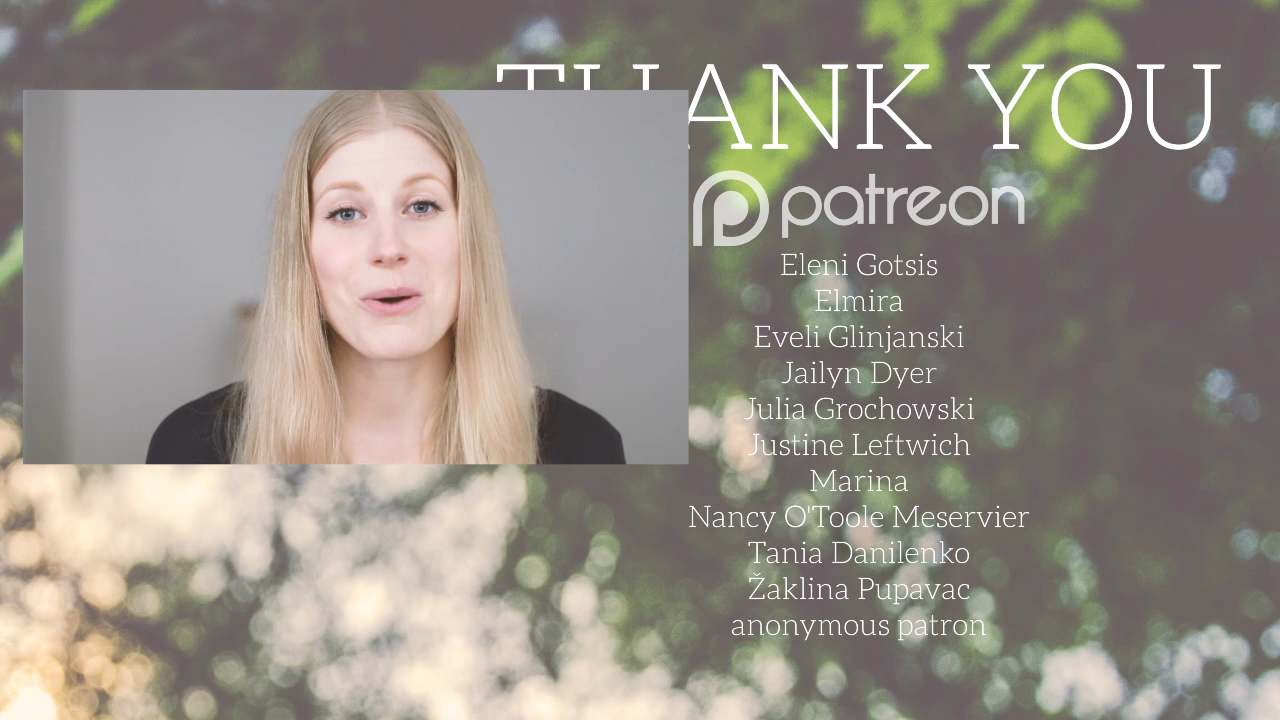 THANK YOU
patreon
Eleni Gotsis
Elmira
Eveli Glinjanski
Jailyn Dyer
Julia Grochowski
Justine Leftwich
Marina
Nancy O'Toole Meservier
Tania Danilenko
Žaklina Pupavac
anonymous patron